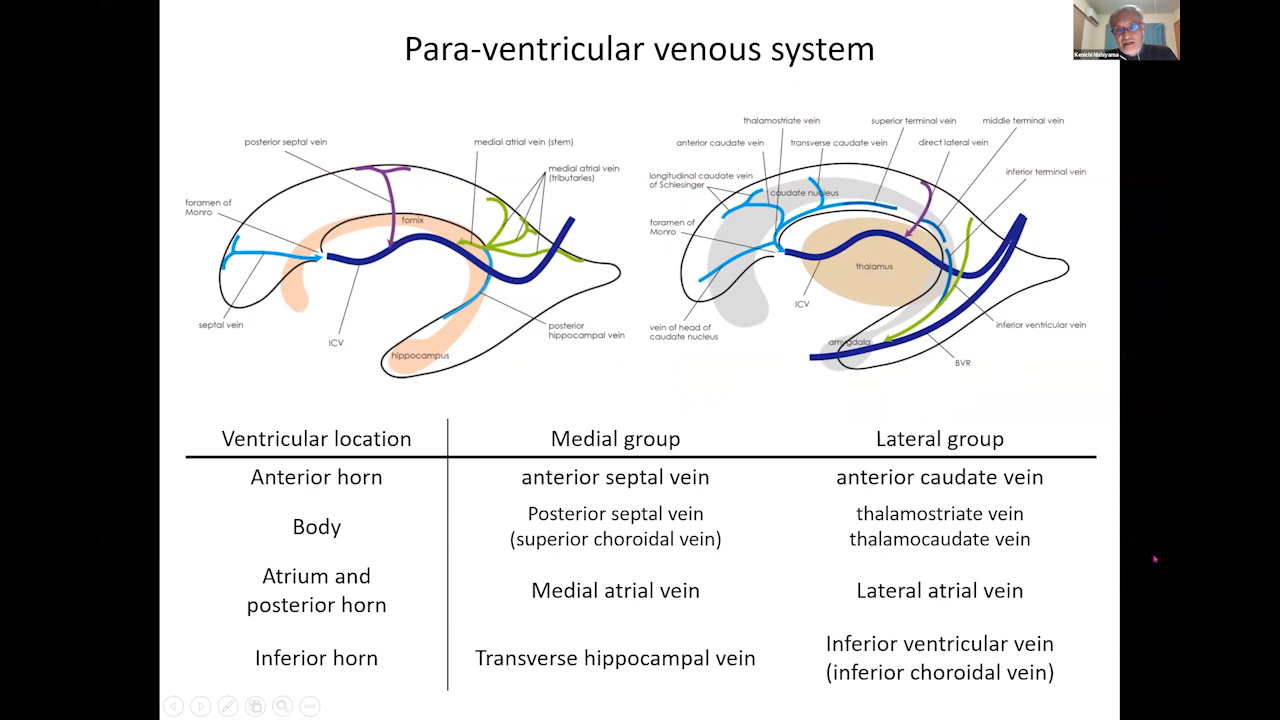 Para-ventricular venous system
Kenichi Nishiyama
posterior septal vein
medial atrial vein (stem)
medial atrial vein
(tributaries)
foramen of
Monro
fornix
septal vein
ICV
posterior
hippocampal vein
hippocampus
thalamostriate vein
superior terminal vein
middle terminal vein
anterior caudate vein
transverse caudate vein
direct lateral vein
longitudinal caudate vein
of Schlesinger
caudate nucleus
inferior terminal vein
foramen of
Monro
thalamus
ICV
vein of head of
caudate nucleus
inferior ventricular vein
amygdala
BVR
Ventricular location Medial group Lateral group
Anterior horn anterior septal vein anterior caudate vein
Body
Posterior septal vein
(superior choroidal vein)
thalamostriate vein
thalamocaudate vein
Atrium and
posterior horn
Medial atrial vein
Lateral atrial vein
Inferior horn
Transverse hippocampal vein
Inferior ventricular vein
(inferior choroidal vein)